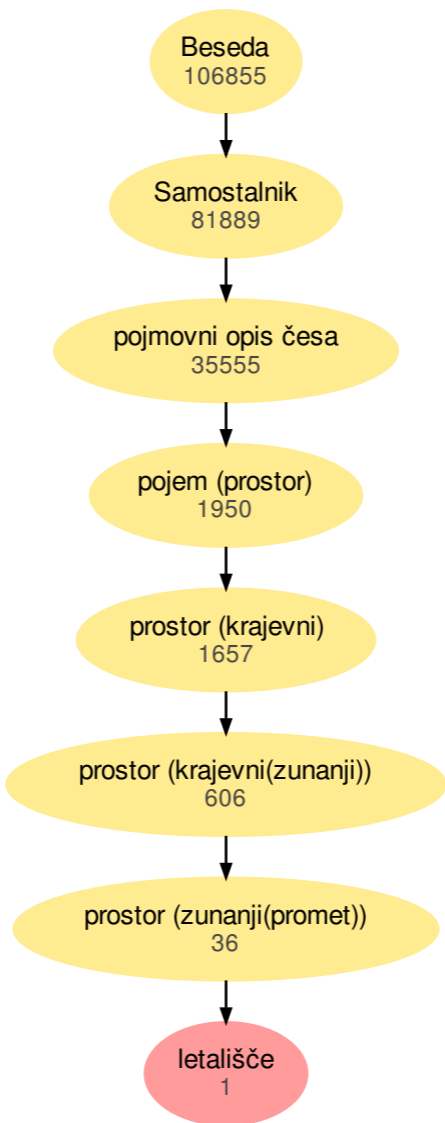 Beseda
106855
Samostalnik
81889
pojmovni opis česa
35555
pojem (prostor)
1950
prostor (krajevni)
1657
prostor (krajevni(zunanji))
606
prostor (zunanji(promet))
36
letališče
1